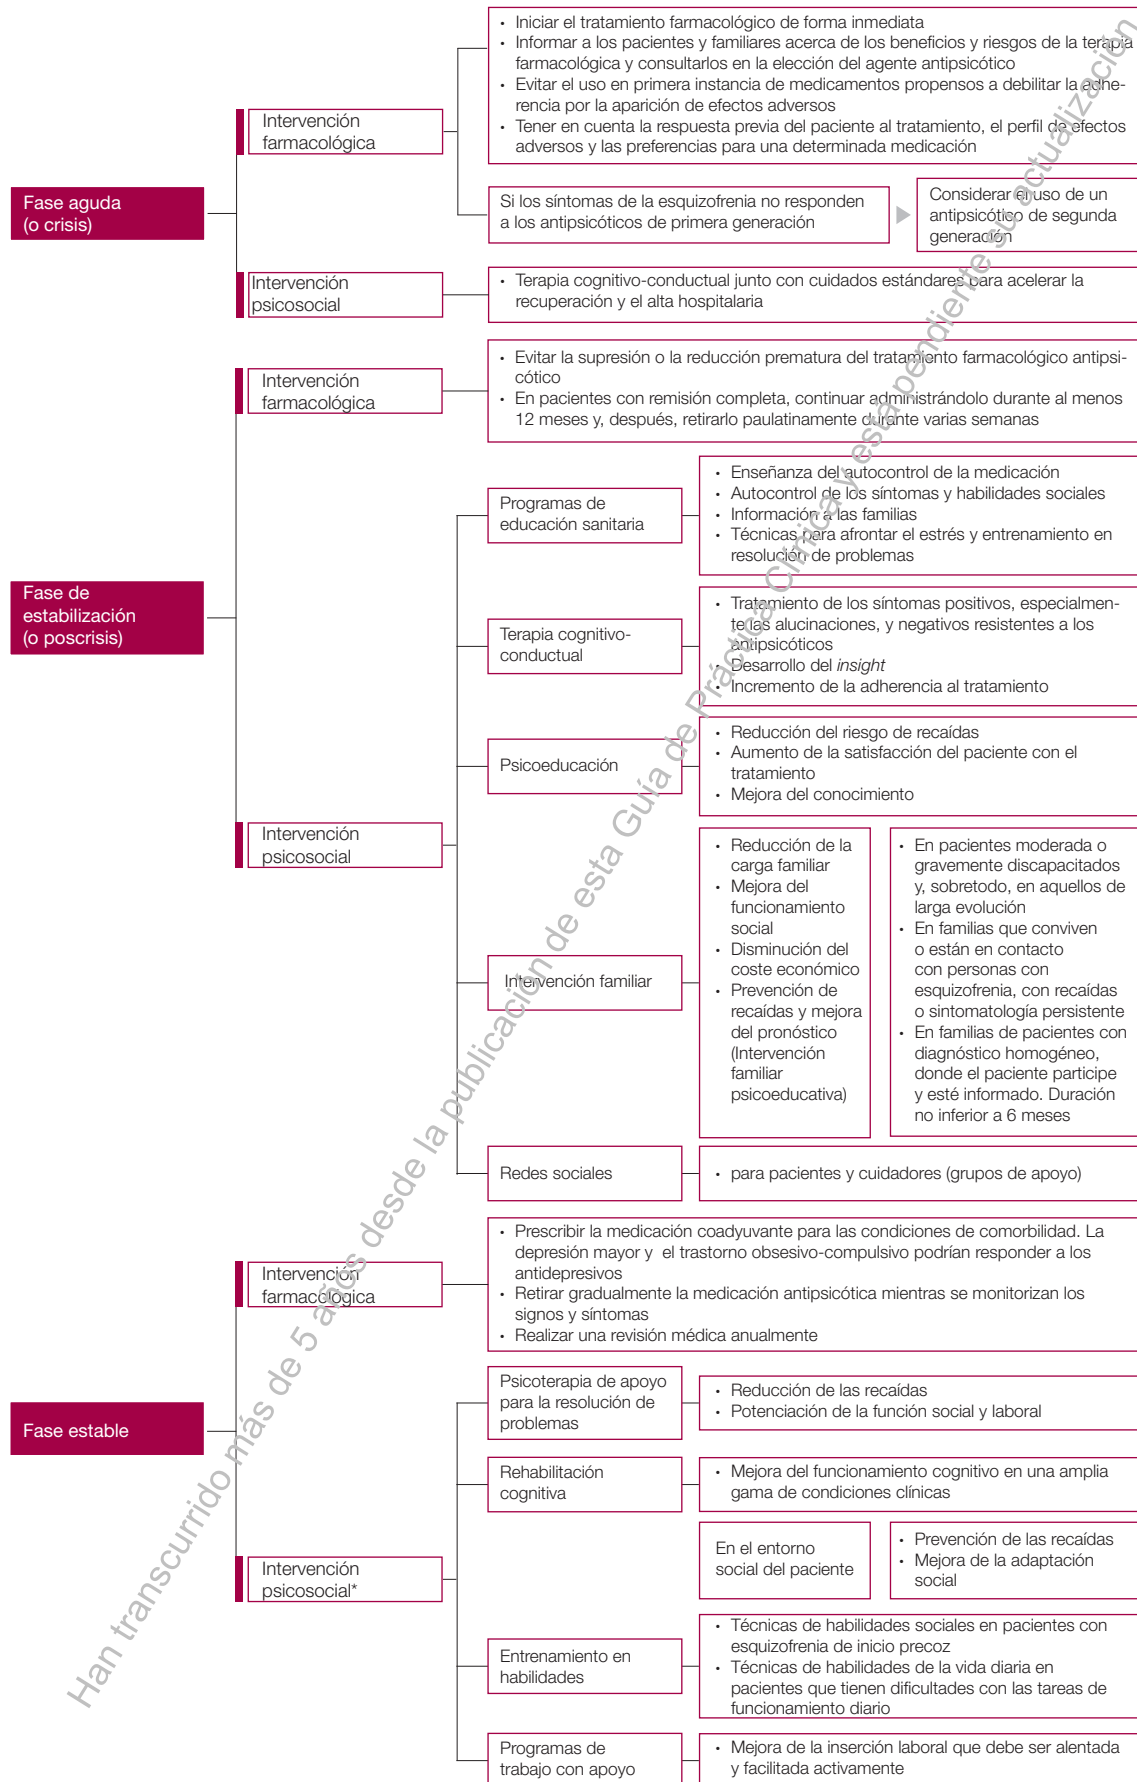 Fase aguda
(o crisis)
Intervención
farmacológica
• Iniciar el tratamiento farmacológico de forma inmediata
• Informar a los pacientes y familiares acerca de los beneficios y riesgos de la terapia
farmacológica y consultarlos en la elección del agente antipsicótico
• Evitar el uso en primera instancia de medicamentos propensos a debilitar la adhe-
rencia por la aparición de efectos adversos
• Tener en cuenta la respuesta previa del paciente al tratamiento, el perfil de efectos
adversos y las preferencias para una determinada medicación
Si los síntomas de la esquizofrenia no responden
a los antipsicóticos de primera generación
Considerar el uso de un
antipsicótico de segunda
generación
Intervención
psicosocial
• Terapia cognitivo-conductual junto con cuidados estándares para acelerar la
recuperación y el alta hospitalaria
Fase de
estabilización
(o poscrisis)
Intervención
farmacológica
• Evitar la supresión o la reducción prematura del tratamiento farmacológico antipsi-
cótico
• En pacientes con remisión completa, continuar administrándolo durante al menos
12 meses y, después, retirarlo paulatinamente durante varias semanas
Intervención
psicosocial
Programas de
educación sanitaria
• Enseñanza del autocontrol de la medicación
• Autocontrol de los síntomas y habilidades sociales
• Información a las familias
• Técnicas para afrontar el estrés y entrenamiento en
resolución de problemas
Terapia cognitivo-
conductual
• Tratamiento de los síntomas positivos, especialmen-
te las alucinaciones, y negativos resistentes a los
antipsicóticos
• Desarrollo del insight
• Incremento de la adherencia al tratamiento
Psicoeducación
• Reducción del riesgo de recaídas
• Aumento de la satisfacción del paciente con el
tratamiento
• Mejora del conocimiento
Intervención familiar
• Reducción de la
carga familiar
• Mejora del
funcionamiento
social
• Disminución del
coste económico
• Prevención de
recaídas y mejora
del pronóstico
(Intervención
familiar
psicoeducativa)
• En pacientes moderada o
gravemente discapacitados
y, sobretodo, en aquellos de
larga evolución
• En familias que conviven
o están en contacto
con personas con
esquizofrenia, con recaídas
o sintomatología persistente
• En familias de pacientes con
diagnóstico homogéneo,
donde el paciente participe
y esté informado. Duración
no inferior a 6 meses
Redes sociales
• para pacientes y cuidadores (grupos de apoyo)
Fase estable
Intervención
farmacológica
• Prescribir la medicación coadyuvante para las condiciones de comorbilidad. La
depresión mayor y el trastorno obsesivo-compulsivo podrían responder a los
antidepresivos
• Retirar gradualmente la medicación antipsicótica mientras se monitorizan los
signos y síntomas
• Realizar una revisión médica anualmente
Intervención
psicosocial*
Psicoterapia de apoyo
para la resolución de
problemas
• Reducción de las recaídas
• Potenciación de la función social y laboral
Rehabilitación
cognitiva
• Mejora del funcionamiento cognitivo en una amplia
gama de condiciones clínicas
En el entorno
social del paciente
• Prevención de las recaídas
• Mejora de la adaptación
social
Entrenamiento en
habilidades
• Técnicas de habilidades sociales en pacientes con
esquizofrenia de inicio precoz
• Técnicas de habilidades de la vida diaria en
pacientes que tienen dificultades con las tareas de
funcionamiento diario
Programas de
trabajo con apoyo
• Mejora de la inserción laboral que debe ser alentada
y facilitada activamente
Han transcurrido más de 5 años desde la publicación de esta Guía de Práctica Clínica y está pendiente su actualización